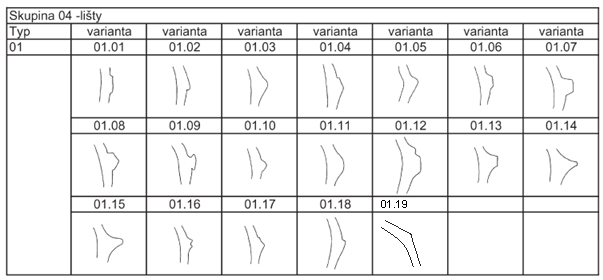 Skupina 04 -lišty
Typ varianta varianta varianta varianta varianta varianta varianta
01 01.01 01.02 01.03 01.04 01.05 01.06 01.07
01.08 01.09 01.10 01.11 01.12 01.13 01.14
01.15 01.16 01.17 01.18 01.19